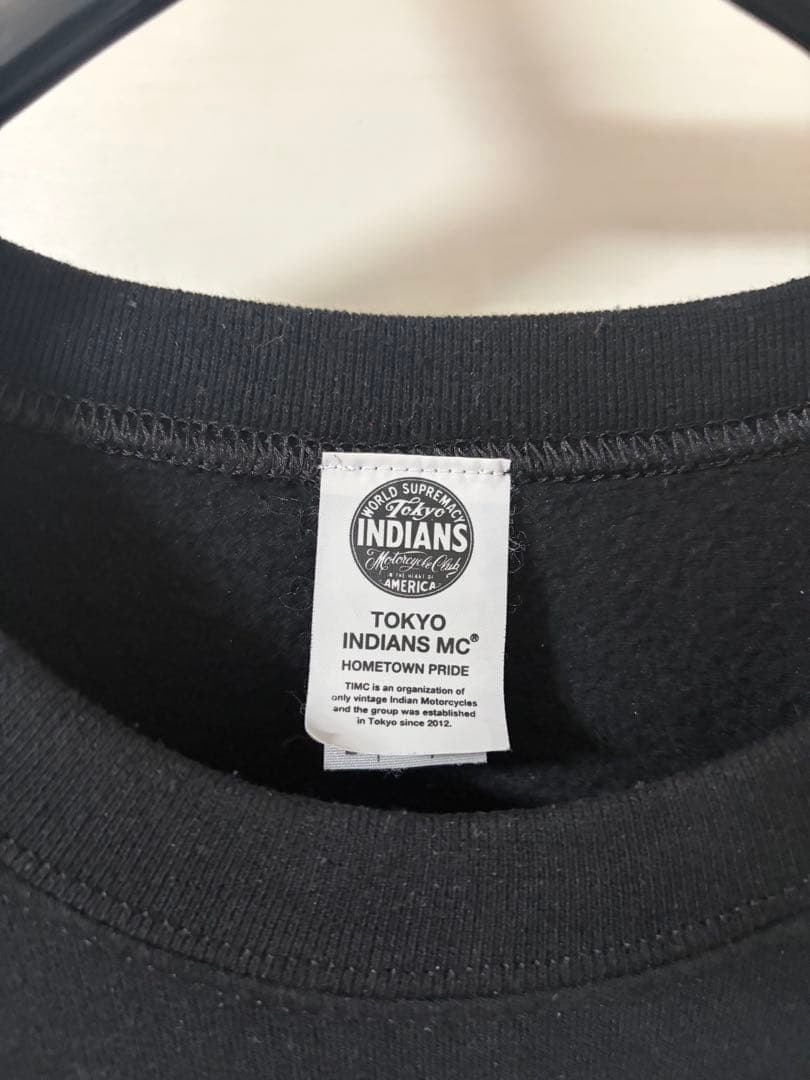 WORLD SUPREMACY
Tokyo
INDIANS
Motorcycle Club
IN THE HEART OF
AMERICA
TOKYO
INDIANS MC®
HOMETOWN PRIDE
TIMC is an organization of
only vintage Indian Motorcycles
and the group was established
in Tokyo since 2012.